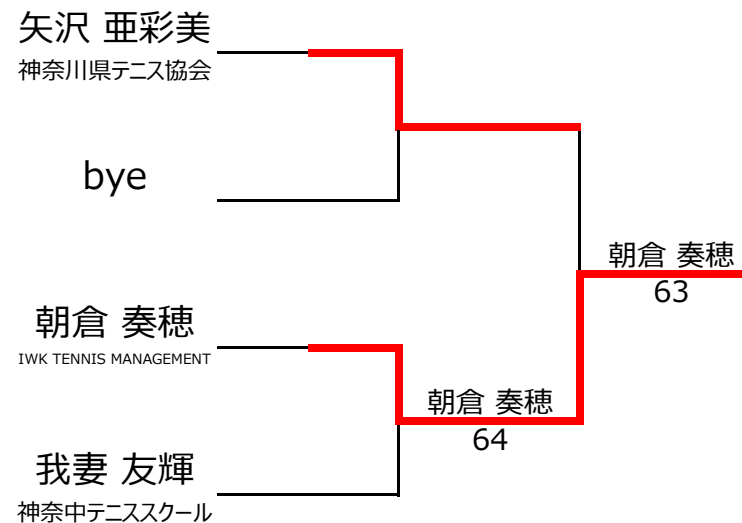 矢沢 亜彩美
神奈川県テニス協会
bye
朝倉 奏穂
63
朝倉 奏穂
IWK TENNIS MANAGEMENT
朝倉 奏穂
64
我妻 友輝
神奈中テニススクール